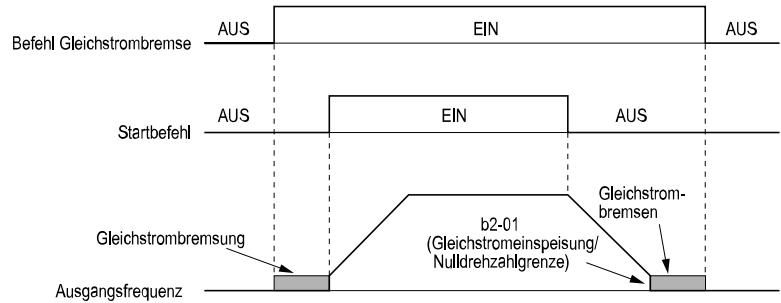 AUS
EIN
AUS
Befehl Gleichstrombremse
AUS
EIN
AUS
Startbefehl
Gleichstrom-
bremsen
b2-01
(Gleichstromeinspeisung/
Nulldrehzahlgrenze)
Gleichstrombremsung
Ausgangsfrequenz